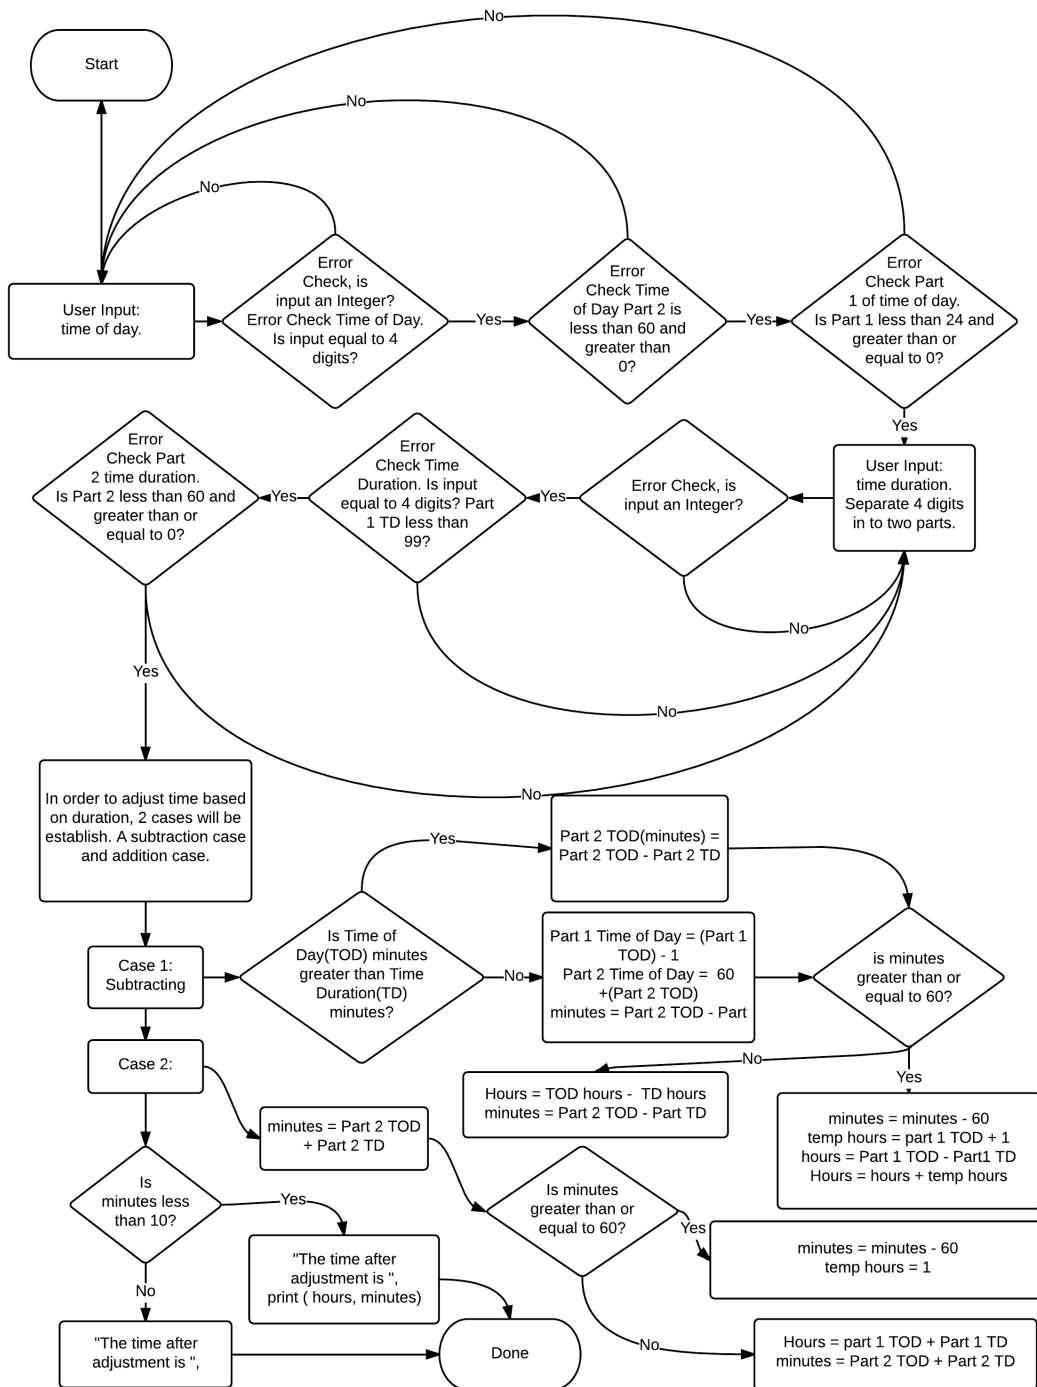 No
Start
No
No
User Input:
time of day.
Error
Check, is
input an Integer?
Error Check Time of Day.
Is input equal to 4
digits?
Yes
Error
Check Time
of Day Part 2 is
less than 60 and
greater than
0?
Yes
Error
Check Part
1 of time of day.
Is Part 1 less than 24 and
greater than or
equal to 0?
Yes
User Input:
time duration.
Separate 4 digits
in to two parts.
Error Check, is
input an Integer?
Yes
Error
Check Time
Duration. Is input
equal to 4 digits? Part
1 TD less than
99?
Yes
Error
Check Part
2 time duration.
Is Part 2 less than 60 and
greater than or
equal to 0?
No
No
No
Yes
In order to adjust time based
on duration, 2 cases will be
establish. A subtraction case
and addition case.
Case 1:
Subtracting
Is Time of
Day(TOD) minutes
greater than Time
Duration(TD)
minutes?
Yes
Part 2 TOD(minutes) =
Part 2 TOD - Part 2 TD
No
Part 1 Time of Day = (Part 1
TOD) - 1
Part 2 Time of Day = 60
+(Part 2 TOD)
minutes = Part 2 TOD - Part
is minutes
greater than or
equal to 60?
No
Hours = TOD hours - TD hours
minutes = Part 2 TOD - Part TD
Yes
minutes = minutes - 60
temp hours = part 1 TOD + 1
hours = Part 1 TOD - Part1 TD
Hours = hours + temp hours
Case 2:
minutes = Part 2 TOD
+ Part 2 TD
Is minutes
greater than or
equal to 60?
Yes
minutes = minutes - 60
temp hours = 1
No
Hours = part 1 TOD + Part 1 TD
minutes = Part 2 TOD + Part 2 TD
Is
minutes less
than 10?
Yes
"The time after
adjustment is ",
print ( hours, minutes)
No
"The time after
adjustment is ",
Done